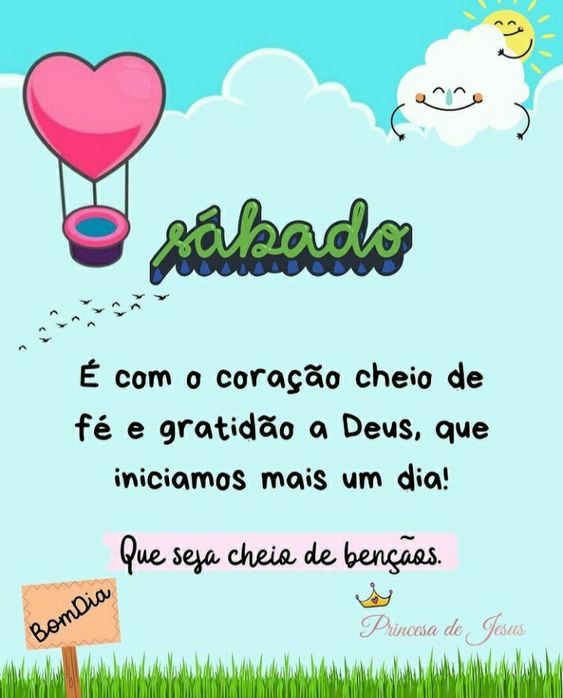 sábado
É com o coração cheio de
fé e gratidão a Deus, que
iniciamos mais um dia!
Que seja cheio de bençãos.
BomDia
Princesa de Jesus